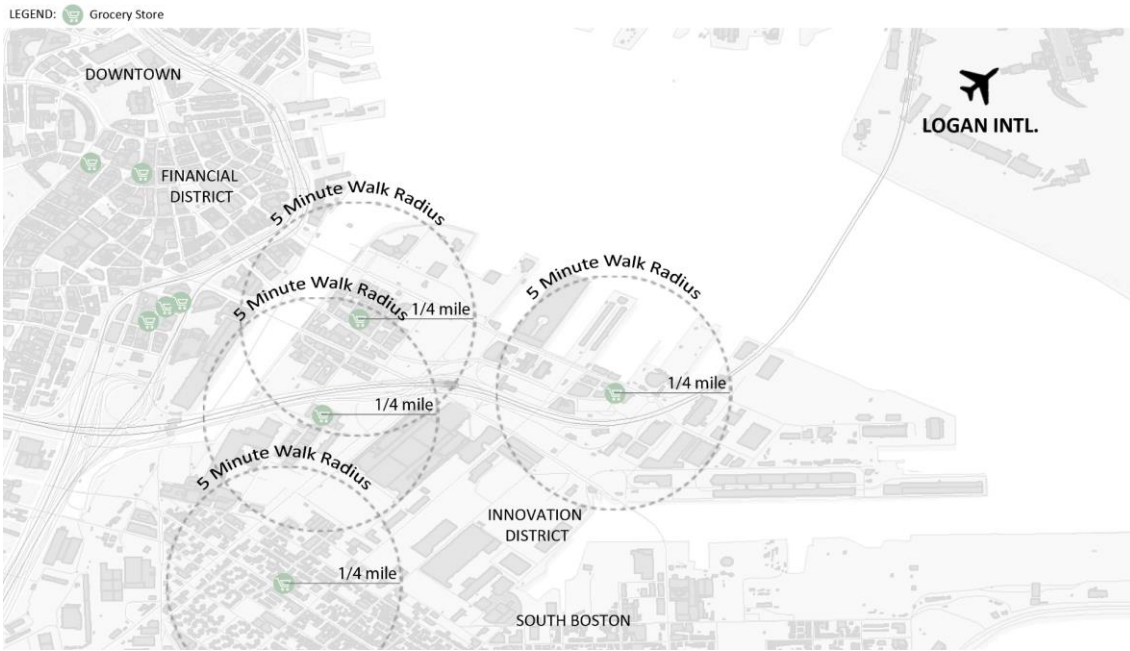 LEGEND: Grocery Store
DOWNTOWN
LOGAN INTL.
FINANCIAL
DISTRICT
5 Minute Walk Radius
5 Minute Walk Radius
5 Minute Walk Radius
1/4 mile
1/4 mile
1/4 mile
5 Minute Walk Radius
INNOVATION
DISTRICT
1/4 mile
SOUTH BOSTON